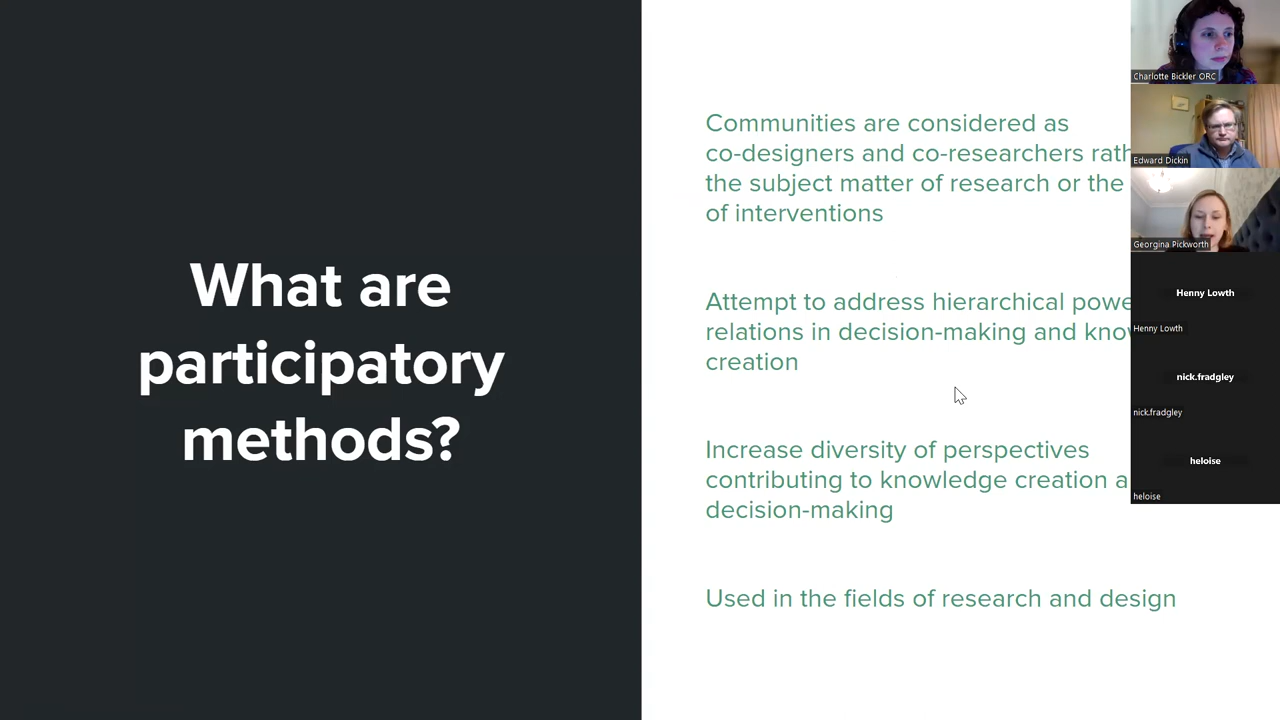 What are
participatory
methods?
Communities are considered as
co-designers and co-researchers
the subject matter of research or the
of interventions
Attempt to address hierarchical
relations in decision-making and
creation
Increase diversity of perspectives
contributing to knowledge creation
decision-making
Used in the fields of research and design
Charlotte Bickler ORC
Edward Dickin
Georgina Pickworth
Henny Lowth
Henny Lowth
nick.fradgley
nick.fradgley
heloise
heloise